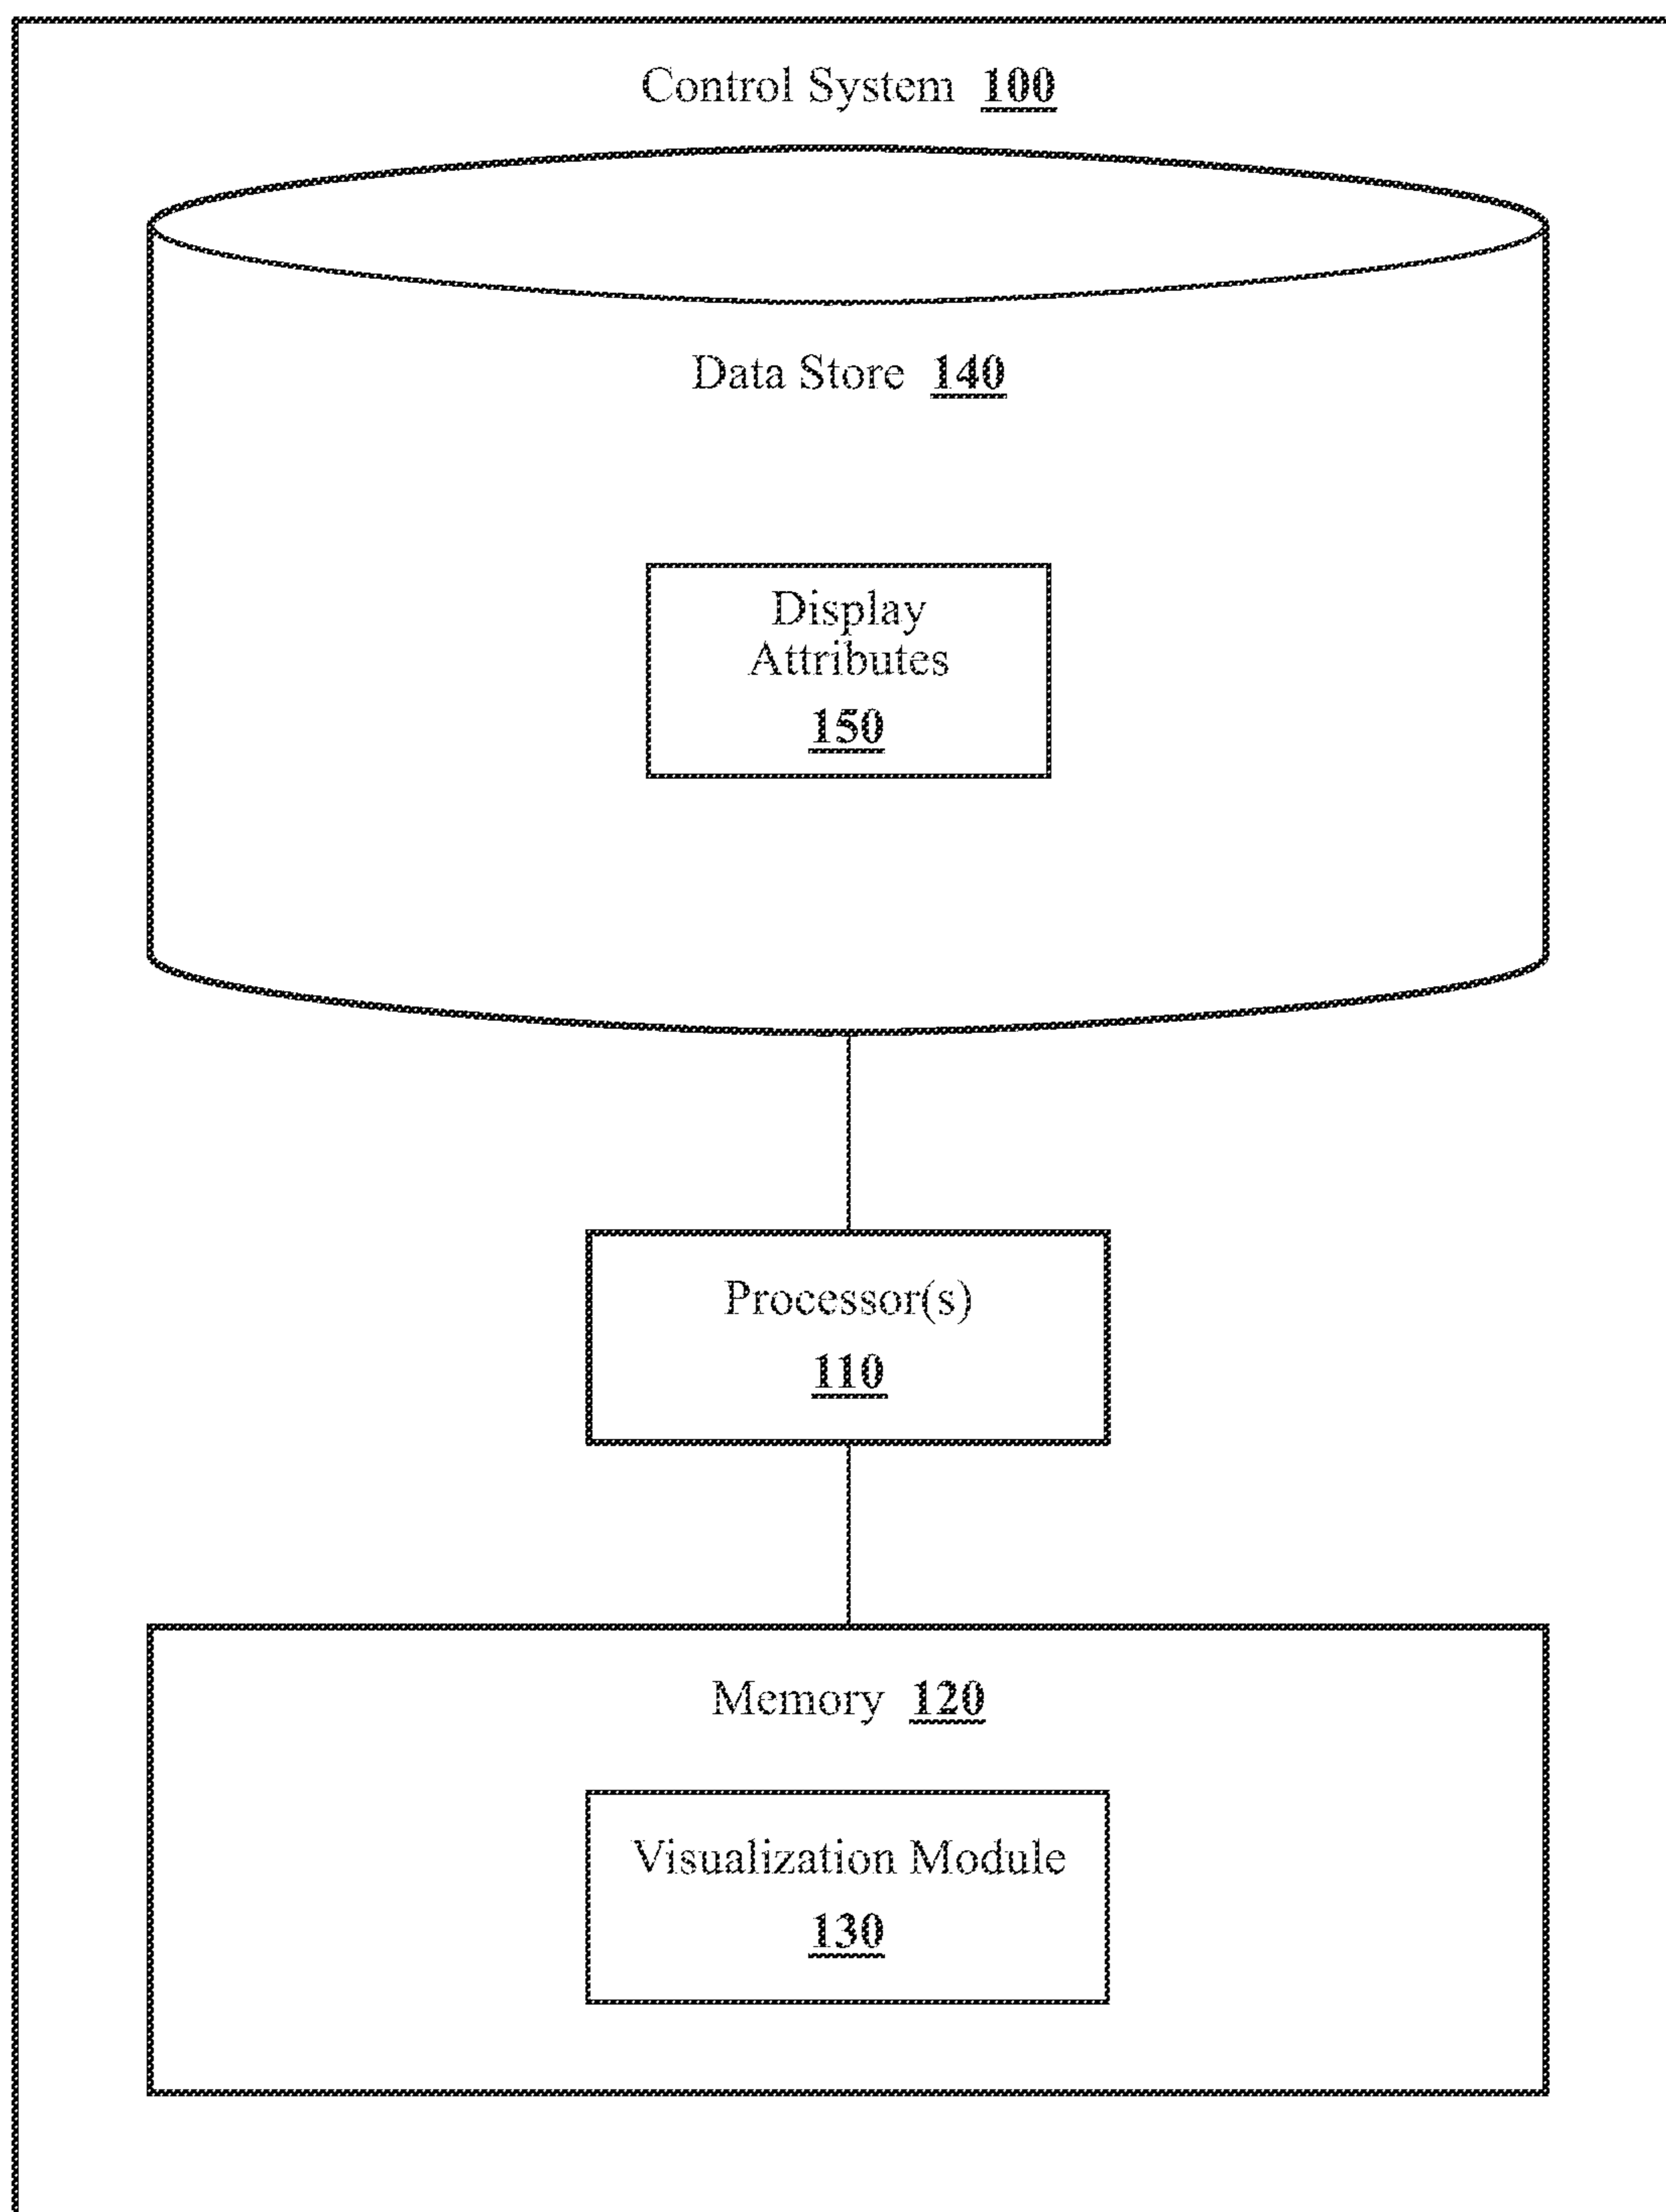 Control System 100
Data Store 140
Display
Attributes
150
Processor(s)
110
Memory 120
Visualization Module
130